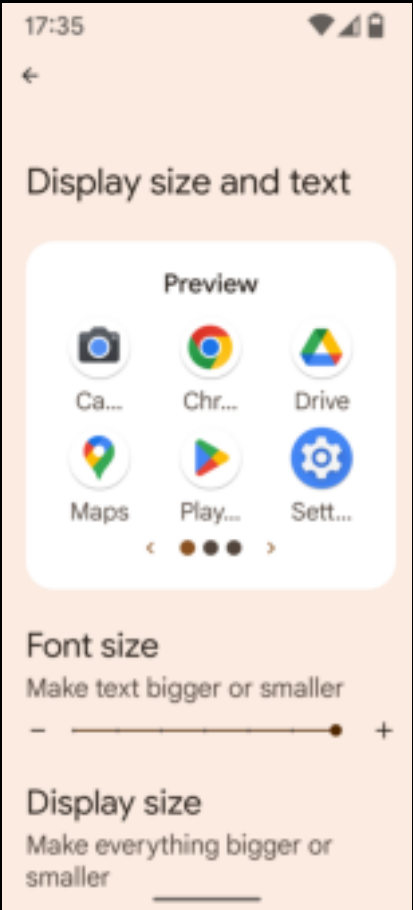 17:35
Display size and text
Preview
Ca... Chr... Drive
Maps Play... Sett...
Font size
Make text bigger or smaller
Display size
Make everything bigger or
smaller